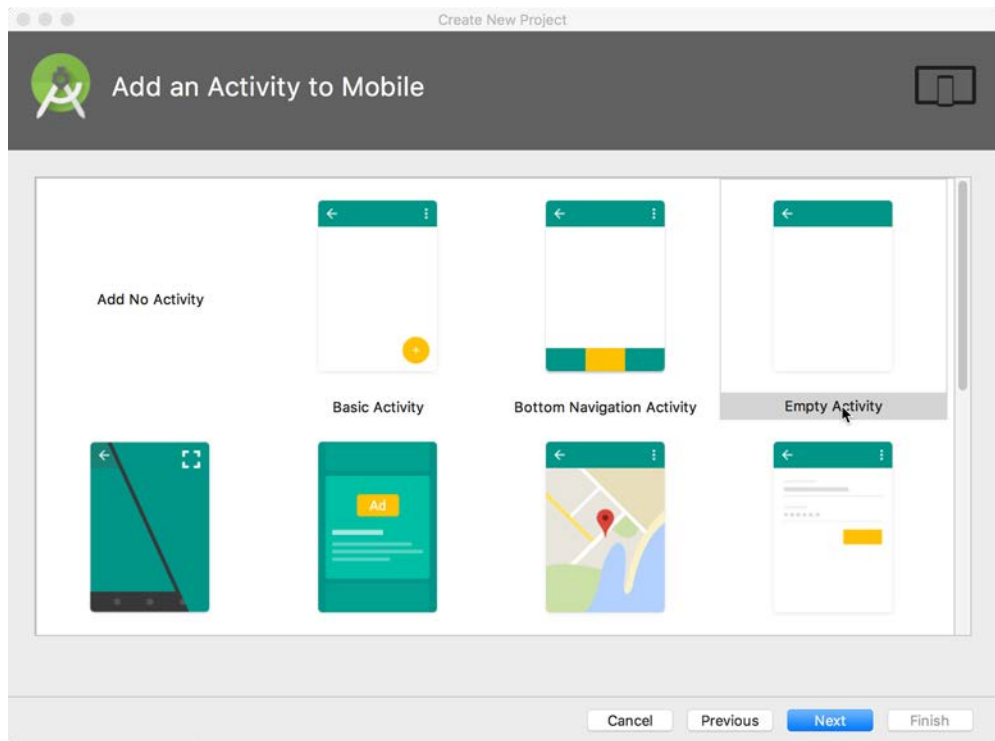 Create New Project
Add an Activity to Mobile
Add No Activity
Basic Activity
Bottom Navigation Activity
Empty Activity
Ad
Cancel
Previous
Next
Finish